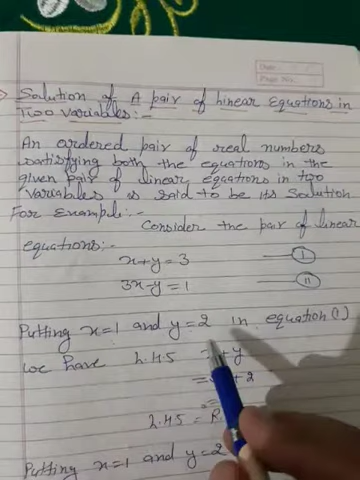 Date
Page No.
Solution of A pair of Linear Equations in
Two Variables:-
An ordered pair of real numbers
satisfying both the equations in the
given pair of linear equations in two
Variables is said to be its Solution
For Example:-
Consider the pair of linear
equations:-
x+y=3 — (I)
3x-y=1 — (II)
Putting x=1 and y=2 in equation (1)
we have L.H.S = y
= + 2
L.H.S = R.
Putting x=1 and y=2